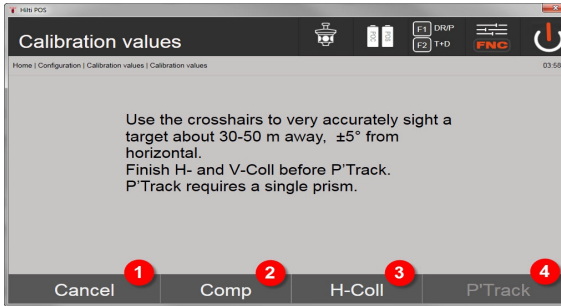 Hilti POS
Calibration values
POC
POS
F1 DR/P
F2 T+D
FNC
Home | Configuration | Calibration values | Calibration values
03:58
Use the crosshairs to very accurately sight a
target about 30-50 m away, ±5° from
horizontal.
Finish H- and V-Coll before P'Track.
P'Track requires a single prism.
1
2
3
4
Cancel
Comp
H-Coll
P'Track